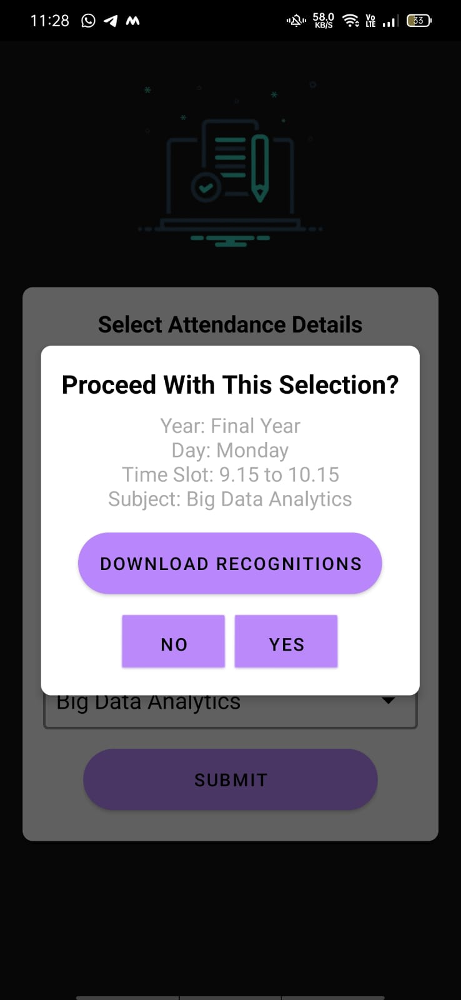 11:28
58.0
KB/S
Vo
LTE
33
Select Attendance Details
Proceed With This Selection?
Year: Final Year
Day: Monday
Time Slot: 9.15 to 10.15
Subject: Big Data Analytics
DOWNLOAD RECOGNITIONS
NO YES
Big Data Analytics
SUBMIT